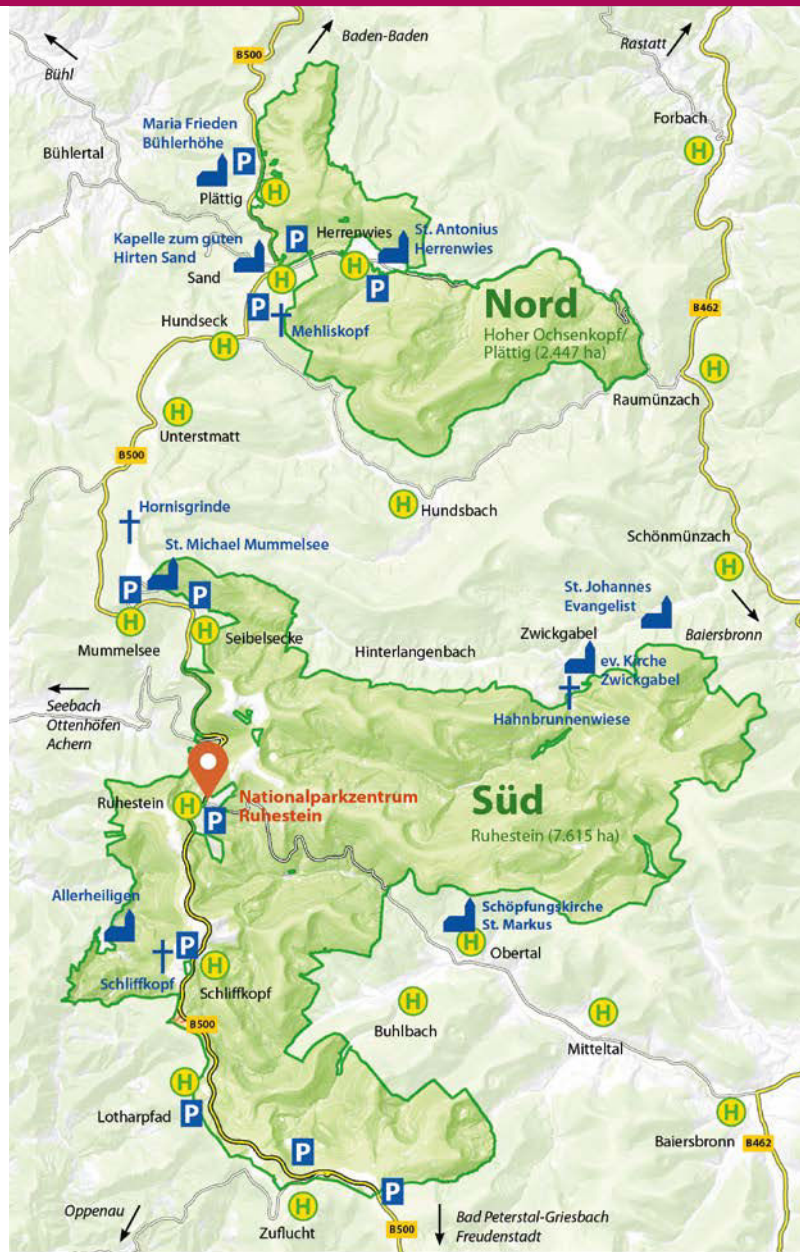 Baden-Baden
Rastatt
B500
Bühl
Forbach
Maria Frieden
Bühlerhöhe
P
Bühlertal
H
Plättig
H
Herrenwies
St. Antonius
Herrenwies
Kapelle zum guten
Hirten Sand
P
H
Sand
H
P
Nord
Hoher Ochsenkopf/
Plättig (2.447 ha)
P
Hundseck
Mehliskopf
B462
H
H
Raumünzach
H
Unterstmatt
B500
H
Hundsbach
Hornisgrinde
Schönmünzach
St. Michael Mummelsee
H
P
P
St. Johannes
Evangelist
H
H
Seibelsecke
Zwickgabel
Baiersbronn
Mummelsee
Hinterlangenbach
ev. Kirche
Zwickgabel
Seebach
Ottenhöfen
Achern
Hahnbrunnenwiese
Nationalparkzentrum
Ruhestein
Ruhestein
H
P
Süd
Ruhestein (7.615 ha)
Allerheiligen
Schöpfungskirche
St. Markus
P
H
Obertal
H
Schliffkopf
Schliffkopf
H
Buhlbach
H
Mitteltal
B500
H
Lotharpfad
P
H
Baiersbronn
B462
P
P
Oppenau
H
Zuflucht
B500
Bad Peterstal-Griesbach
Freudenstadt